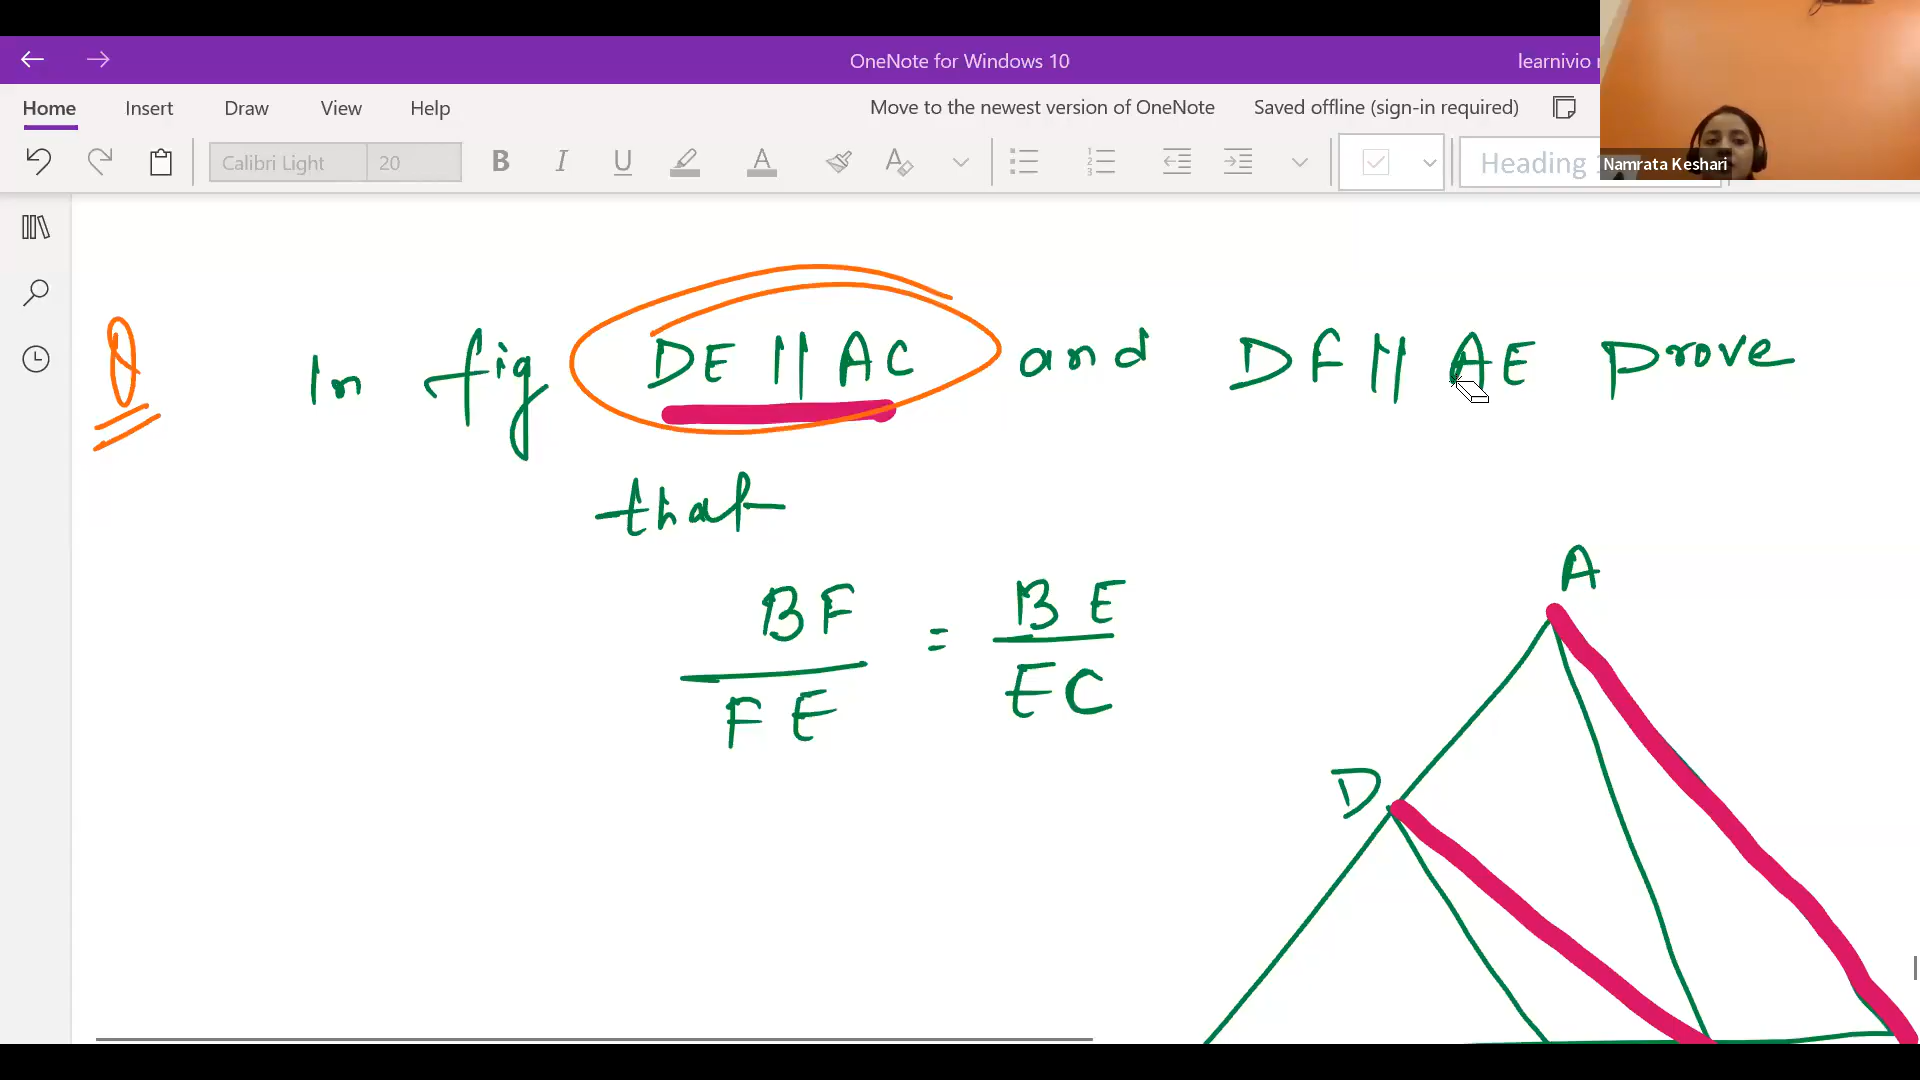 OneNote for Windows 10
learnivio
Home Insert Draw View Help
Move to the newest version of OneNote Saved offline (sign-in required)
Calibri Light 20 B I U A A Heading
Namrata Keshari
Q In fig DE || AC and DF || AE prove
that
BF = BE
FE EC
A
D